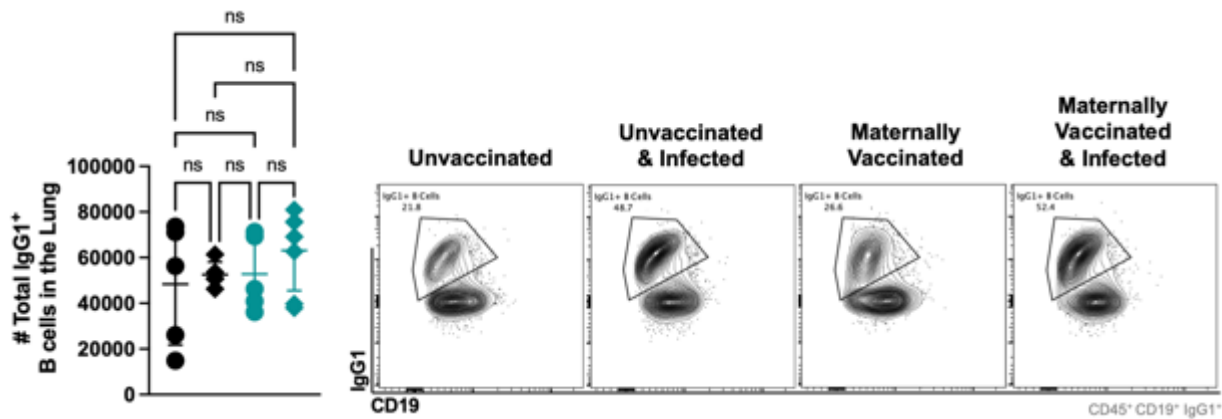 ns
ns
ns
ns
ns
ns
# Total IgG1+
B cells in the Lung
100000
80000
60000
40000
20000
0
Unvaccinated
Unvaccinated
& Infected
Maternally
Vaccinated
Maternally
Vaccinated
& Infected
IgG1+ B Cells
21.8
IgG1+ B Cells
48.7
IgG1+ B Cells
26.6
IgG1+ B Cells
52.4
IgG1
CD19
CD45+ CD19+ IgG1+